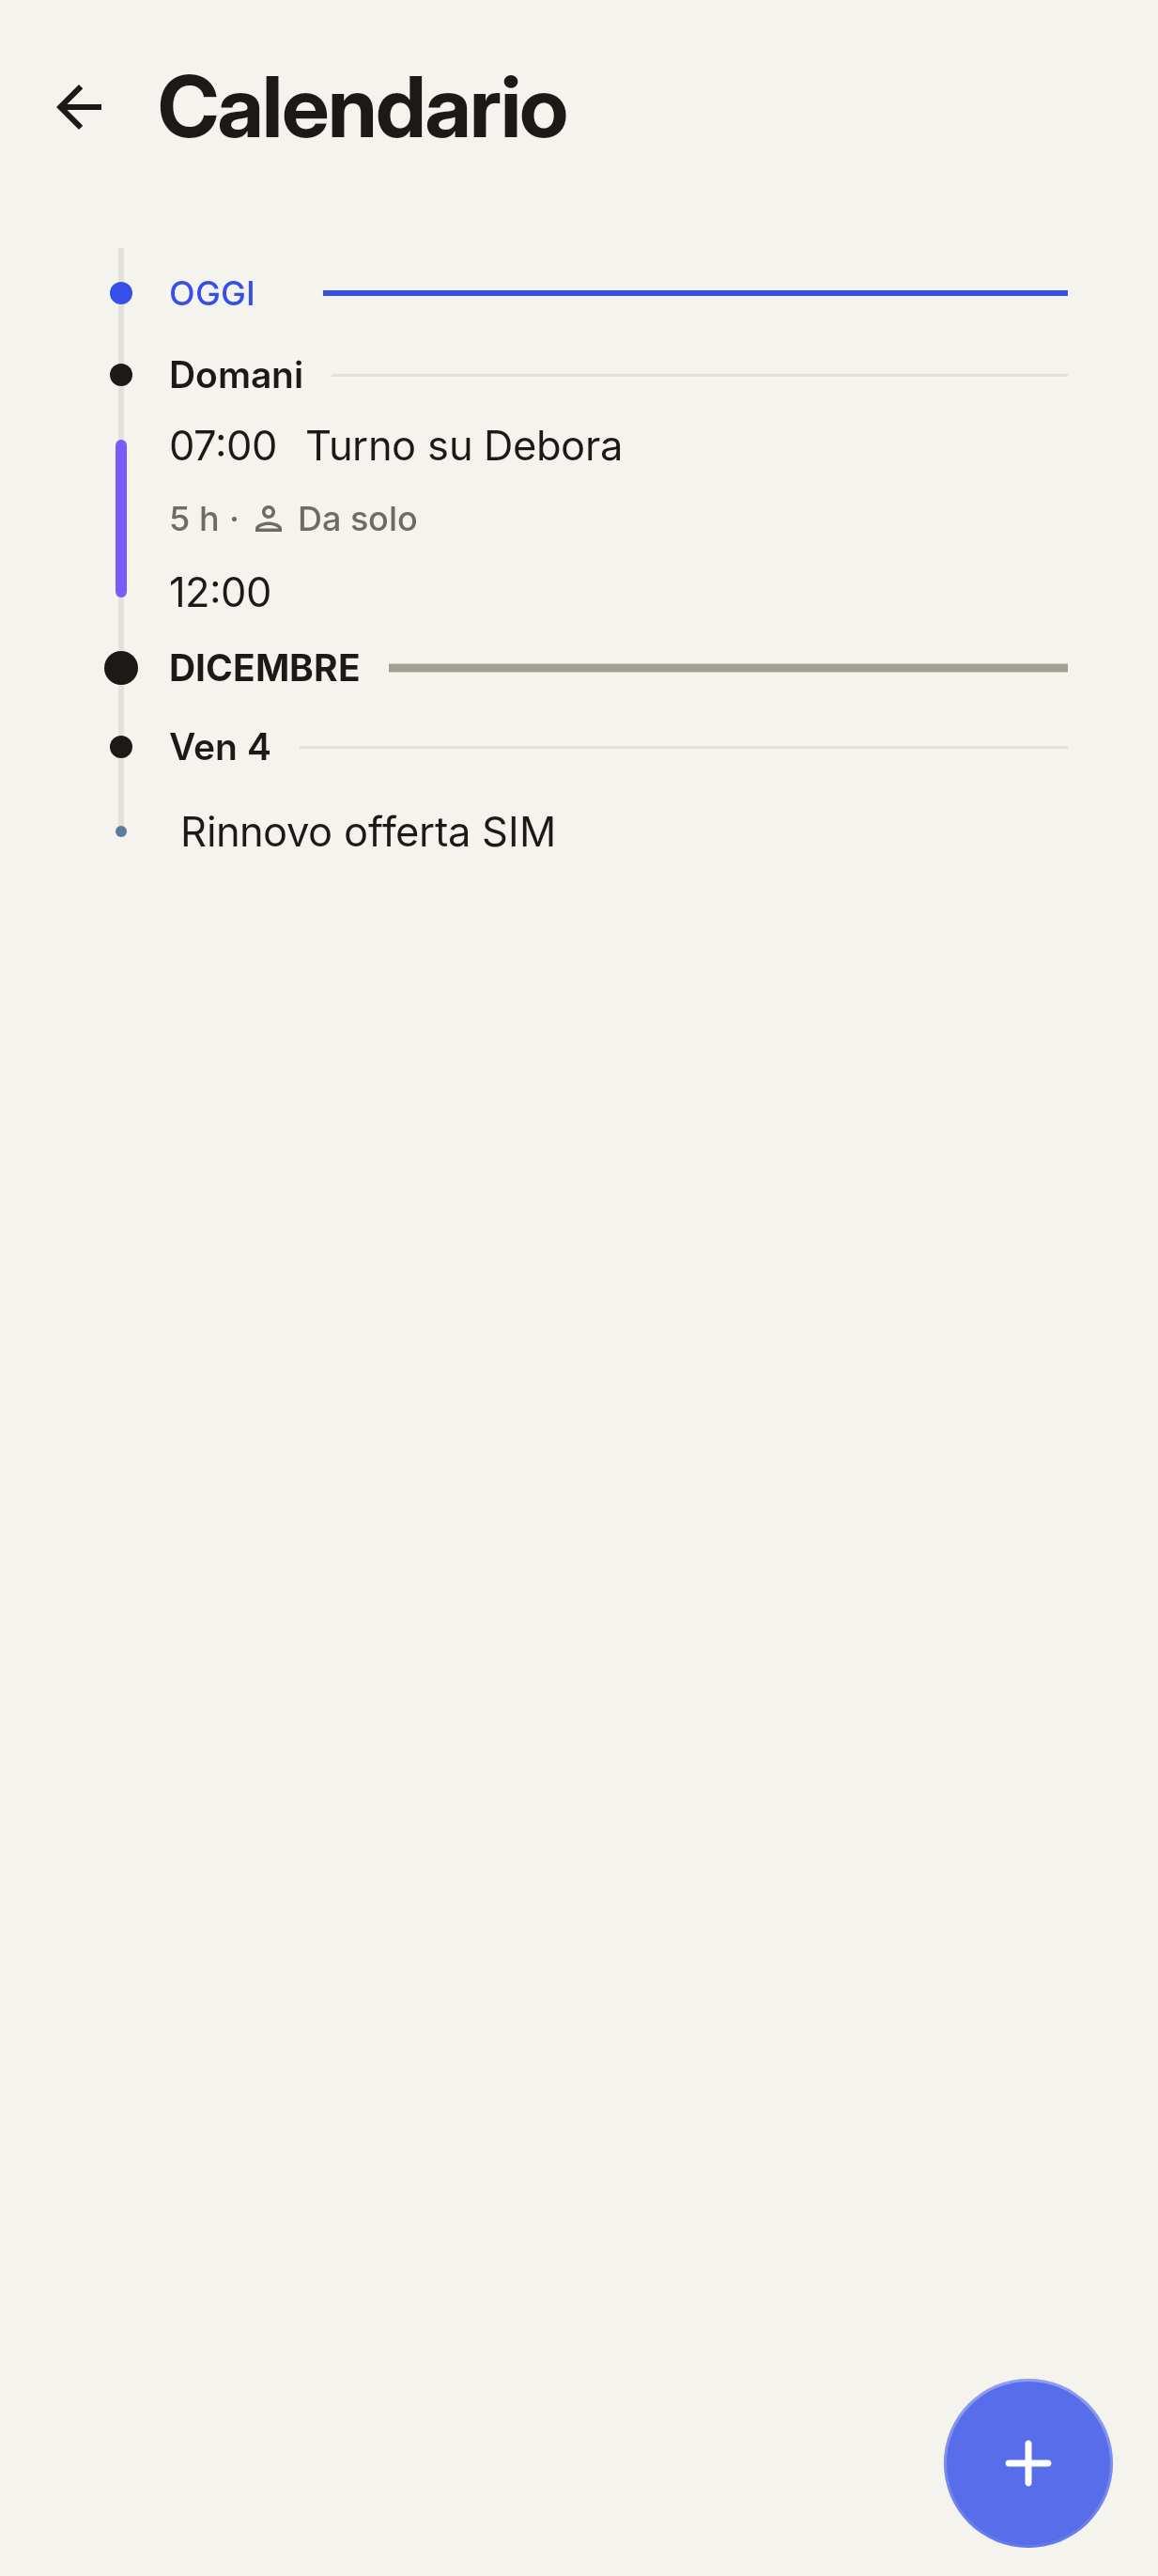 Calendario
OGGI
Domani
07:00 Turno su Debora
5 h · Da solo
12:00
DICEMBRE
Ven 4
Rinnovo offerta SIM